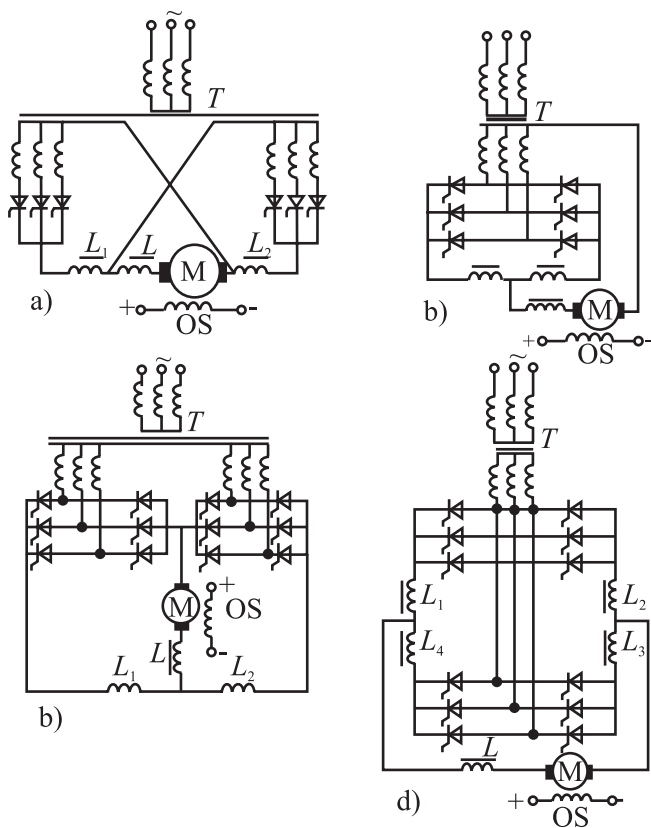 ~
T
L₁ L L₂
M
a)
+ OS -
~
T
b)
M
+ OS -
~
T
+
M OS
-
L
L₁ L₂
b)
~
T
L₁ L₂
L₄ L₃
L
M
d)
+ OS -